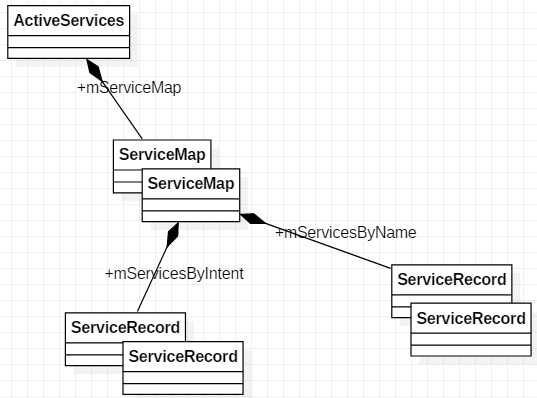 ActiveServices
+mServiceMap
ServiceMap
ServiceMap
+mServicesByName
+mServicesByIntent
ServiceRecord
ServiceRecord
ServiceRecord
ServiceRecord